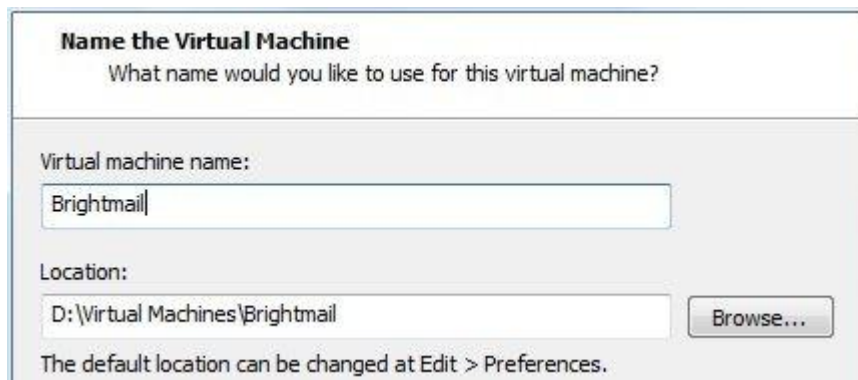 Name the Virtual Machine
What name would you like to use for this virtual machine?
Virtual machine name:
Brightmail
Location:
D:\Virtual Machines\Brightmail
Browse...
The default location can be changed at Edit > Preferences.